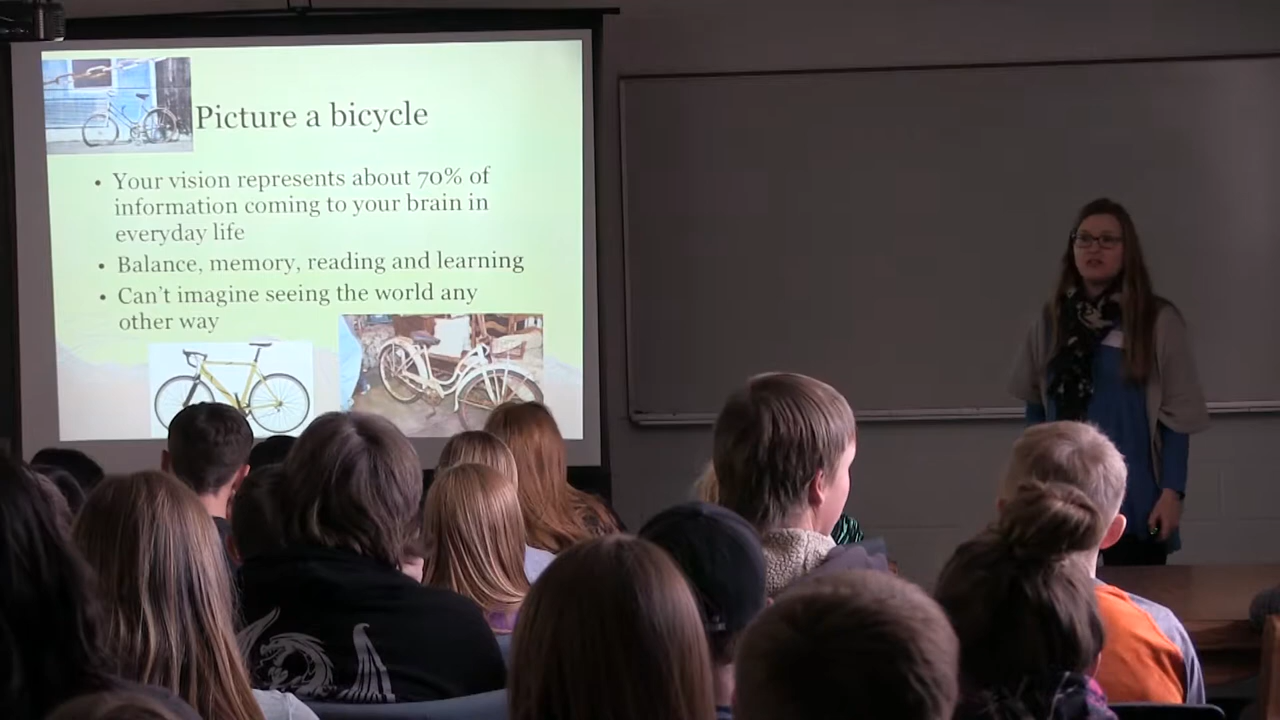 Picture a bicycle
• Your vision represents about 70% of
information coming to your brain in
everyday life
• Balance, memory, reading and learning
• Can't imagine seeing the world any
other way